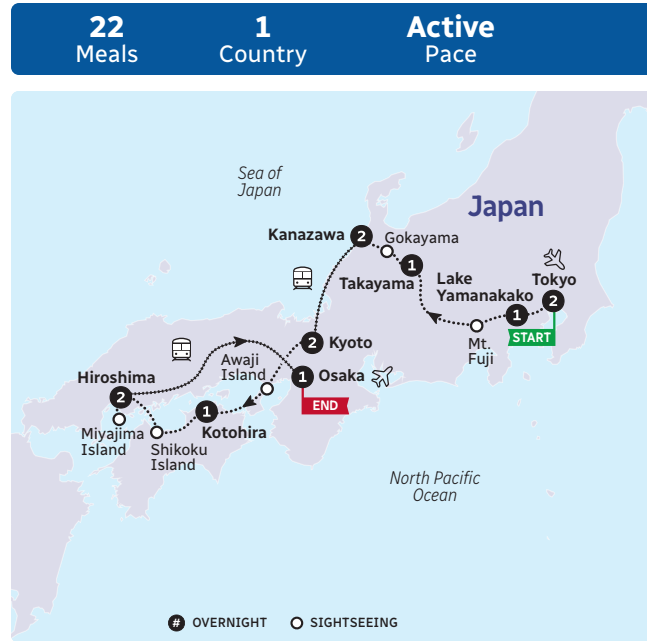 22
Meals
1
Country
Active
Pace
Sea of
Japan
Japan
Kanazawa
2
Gokayama
1
Takayama
Lake
Yamanakako
1
Tokyo
2
START
Mt.
Fuji
2
Kyoto
Awaji
Island
1
Osaka
END
Hiroshima
2
Miyajima
Island
Shikoku
Island
1
Kotohira
North Pacific
Ocean
# OVERNIGHT
SIGHTSEEING